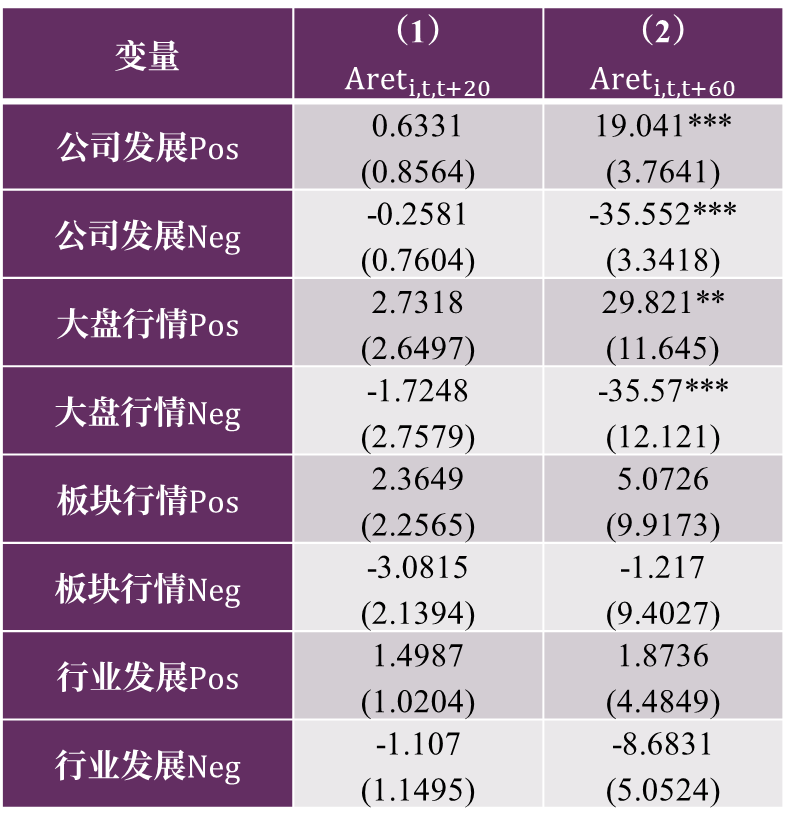 变量 (1) (2)
Areti,t,t+20 Areti,t,t+60
公司发展Pos 0.6331 19.041***
(0.8564) (3.7641)
公司发展Neg -0.2581 -35.552***
(0.7604) (3.3418)
大盘行情Pos 2.7318 29.821**
(2.6497) (11.645)
大盘行情Neg -1.7248 -35.57***
(2.7579) (12.121)
板块行情Pos 2.3649 5.0726
(2.2565) (9.9173)
板块行情Neg -3.0815 -1.217
(2.1394) (9.4027)
行业发展Pos 1.4987 1.8736
(1.0204) (4.4849)
行业发展Neg -1.107 -8.6831
(1.1495) (5.0524)